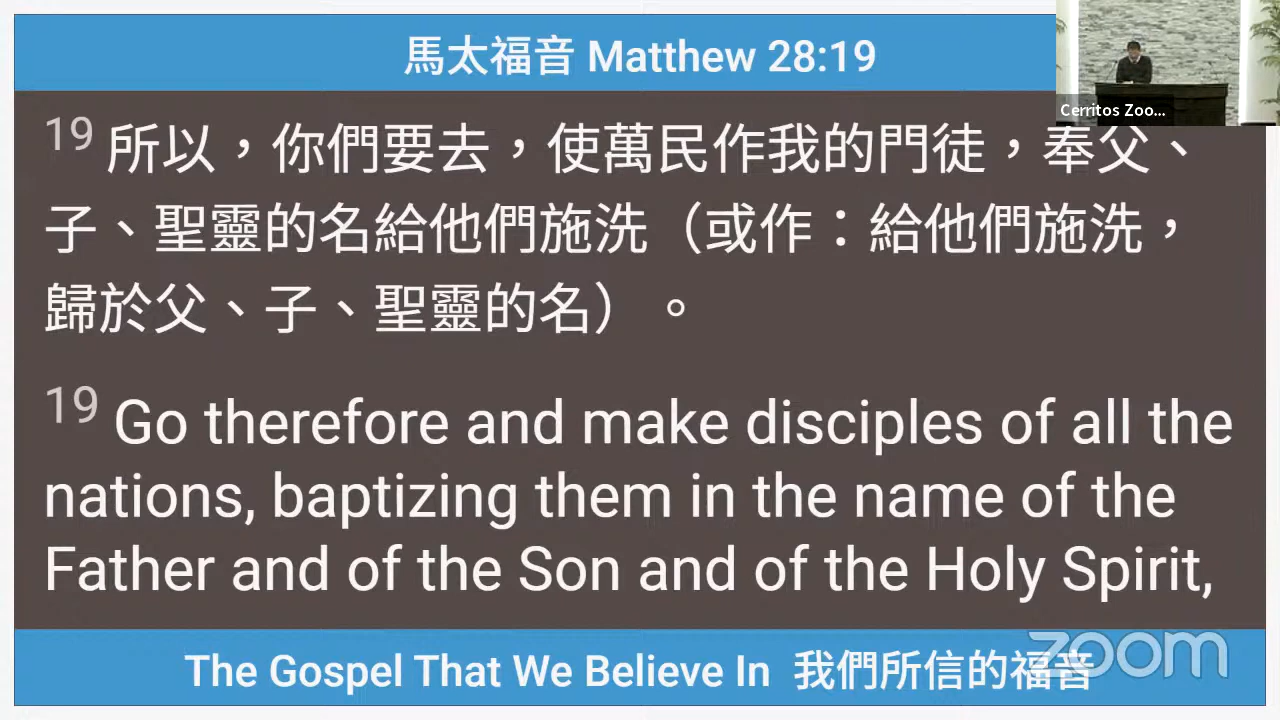 馬太福音 Matthew 28:19
Cerritos Zoo...
19 所以，你們要去，使萬民作我的門徒，奉父、
子、聖靈的名給他們施洗（或作：給他們施洗，
歸於父、子、聖靈的名）。
19 Go therefore and make disciples of all the
nations, baptizing them in the name of the
Father and of the Son and of the Holy Spirit,
The Gospel That We Believe In 我們所信的福音
zoom